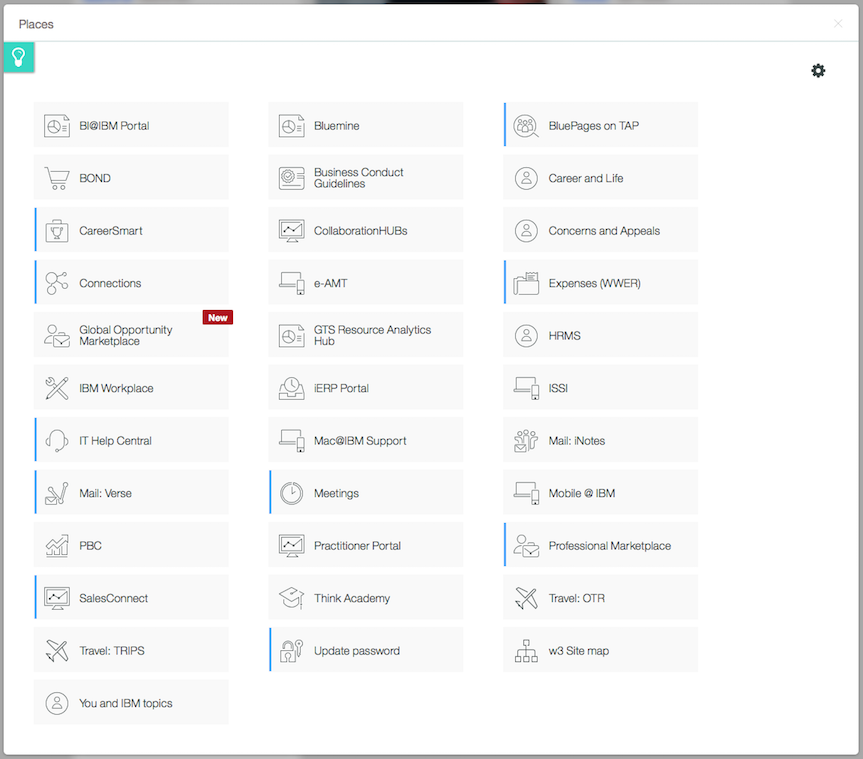 Places
BI@IBM Portal
Bluemine
BluePages on TAP
BOND
Business Conduct
Guidelines
Career and Life
CareerSmart
CollaborationHUBs
Concerns and Appeals
Connections
e-AMT
Expenses (WWER)
New
Global Opportunity
Marketplace
GTS Resource Analytics
Hub
HRMS
IBM Workplace
iERP Portal
ISSI
IT Help Central
Mac@IBM Support
Mail: iNotes
Mail: Verse
Meetings
Mobile @ IBM
PBC
Practitioner Portal
Professional Marketplace
SalesConnect
Think Academy
Travel: OTR
Travel: TRIPS
Update password
w3 Site map
You and IBM topics